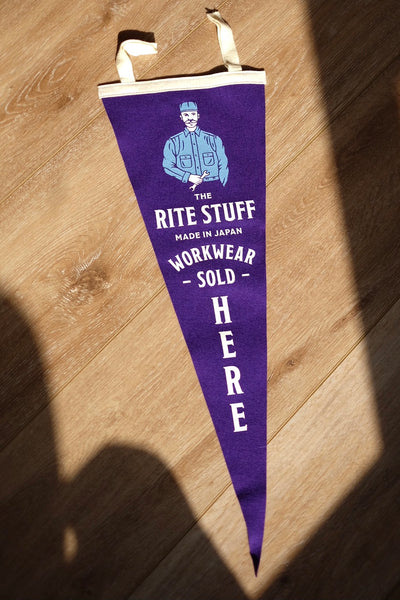 THE
RITE STUFF
MADE IN JAPAN
WORKWEAR
– SOLD –
HERE